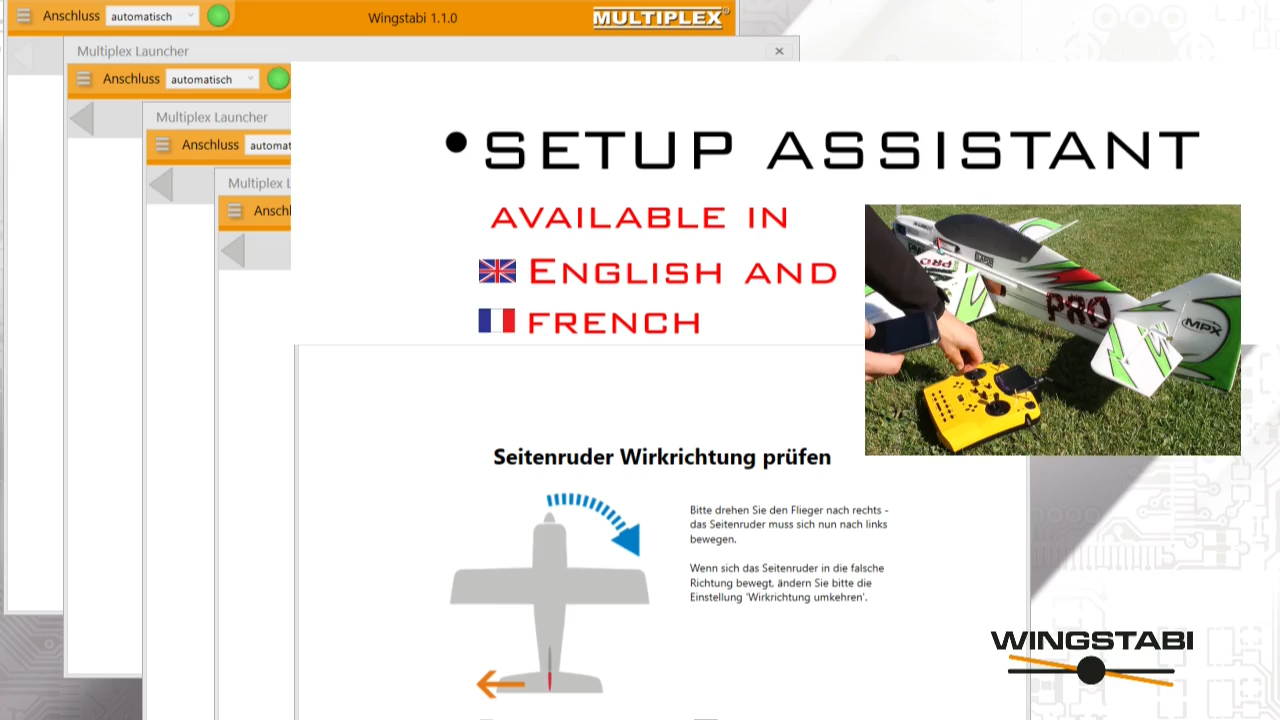 Anschluss automatisch Wingstabi 1.1.0 MULTIPLEX
Multiplex Launcher
Anschluss automatisch
Multiplex Launcher
Anschluss automat
Multiplex L
Anschl
• SETUP ASSISTANT
AVAILABLE IN
ENGLISH AND
FRENCH
PRO
MPX
Seitenruder Wirkrichtung prüfen
Bitte drehen Sie den Flieger nach rechts -
das Seitenruder muss sich nun nach links
bewegen.
Wenn sich das Seitenruder in die falsche
Richtung bewegt, ändern Sie bitte die
Einstellung 'Wirkrichtung umkehren'.
WINGSTABI